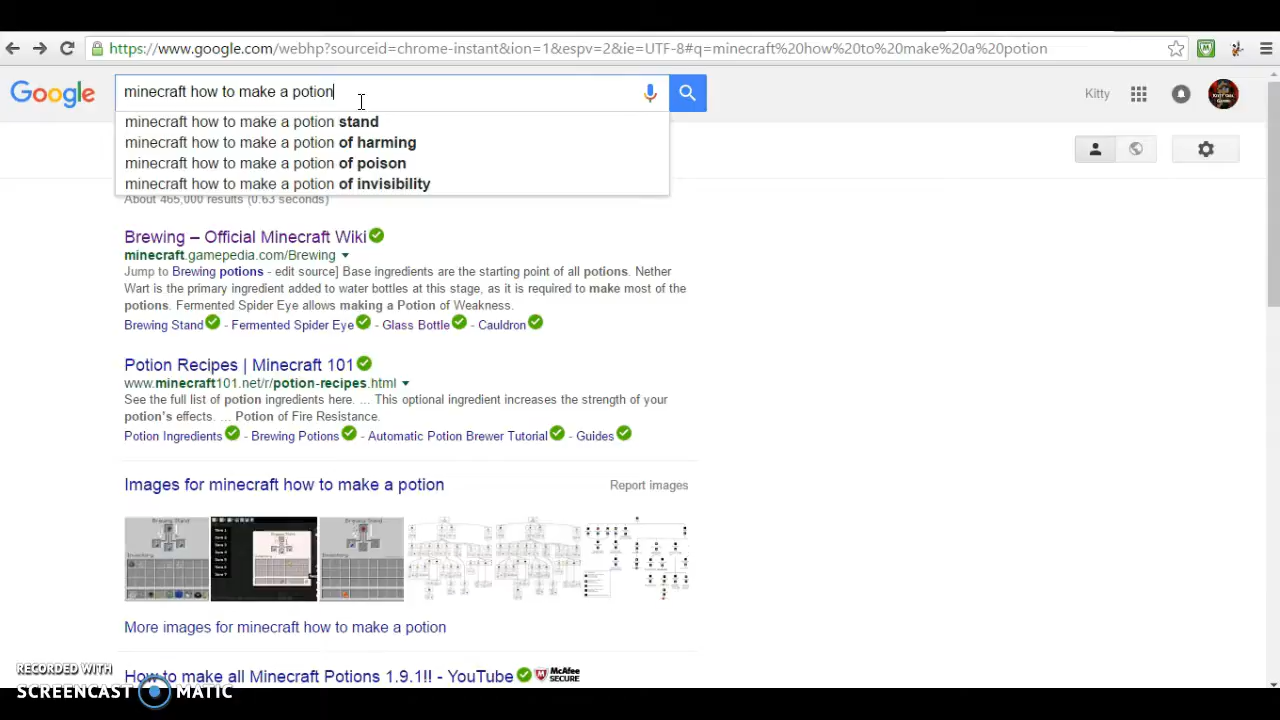 https://www.google.com/webhp?sourceid=chrome-instant&ion=1&espv=2&ie=UTF-8#q=minecraft%20how%20to%20make%20a%20potion
Google
minecraft how to make a potion
Kitty
minecraft how to make a potion stand
minecraft how to make a potion of harming
minecraft how to make a potion of poison
minecraft how to make a potion of invisibility
About 465,000 results (0.63 seconds)
Brewing – Official Minecraft Wiki
minecraft.gamepedia.com/Brewing
Jump to Brewing potions - edit source] Base ingredients are the starting point of all potions. Nether
Wart is the primary ingredient added to water bottles at this stage, as it is required to make most of the
potions. Fermented Spider Eye allows making a Potion of Weakness.
Brewing Stand - Fermented Spider Eye - Glass Bottle - Cauldron
Potion Recipes | Minecraft 101
www.minecraft101.net/r/potion-recipes.html
See the full list of potion ingredients here. ... This optional ingredient increases the strength of your
potion's effects. ... Potion of Fire Resistance.
Potion Ingredients - Brewing Potions - Automatic Potion Brewer Tutorial - Guides
Images for minecraft how to make a potion
Report images
More images for minecraft how to make a potion
How to make all Minecraft Potions 1.9.1!! - YouTube
McAfee
SECURE
RECORDED WITH
SCREENCAST MATIC